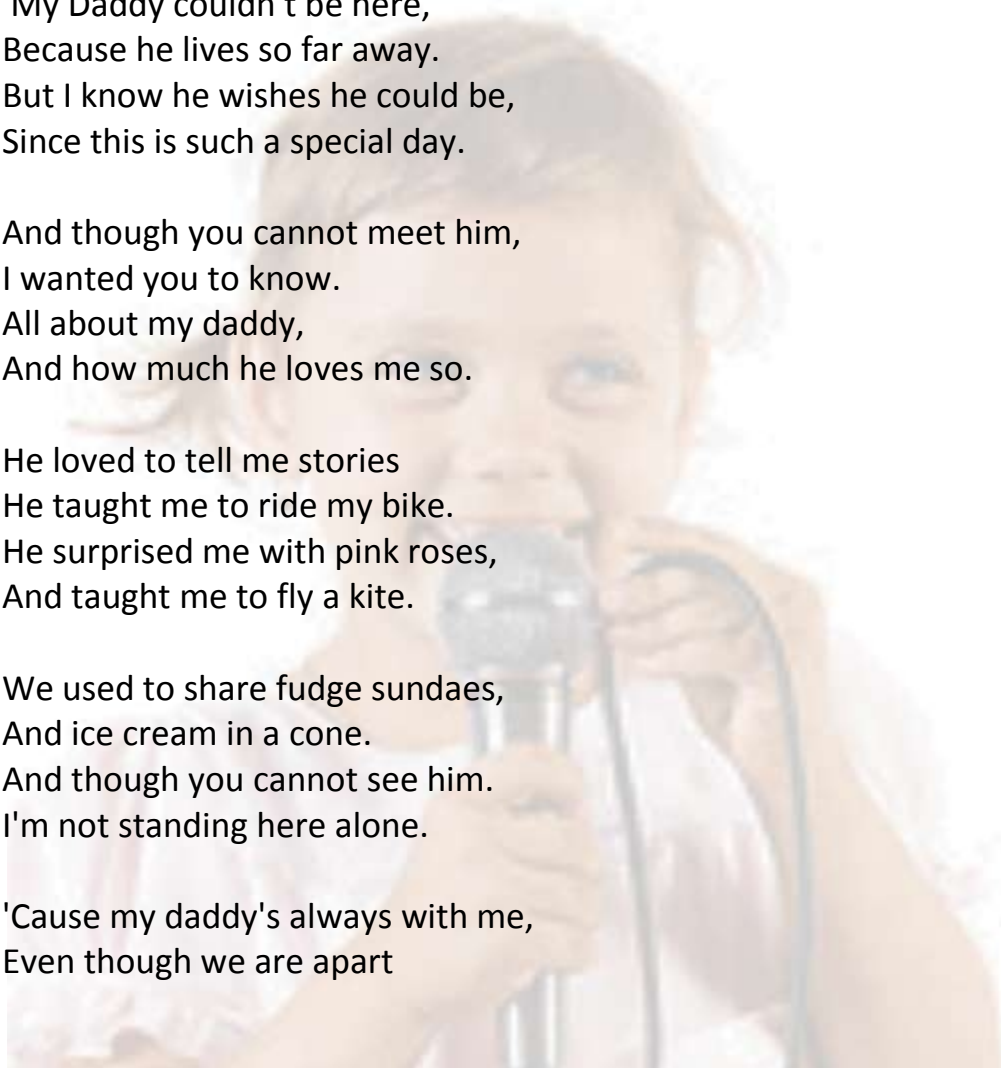 "My Daddy couldn't be here,
Because he lives so far away.
But I know he wishes he could be,
Since this is such a special day.
And though you cannot meet him,
I wanted you to know.
All about my daddy,
And how much he loves me so.
He loved to tell me stories
He taught me to ride my bike.
He surprised me with pink roses,
And taught me to fly a kite.
We used to share fudge sundaes,
And ice cream in a cone.
And though you cannot see him.
I'm not standing here alone.
'Cause my daddy's always with me,
Even though we are apart